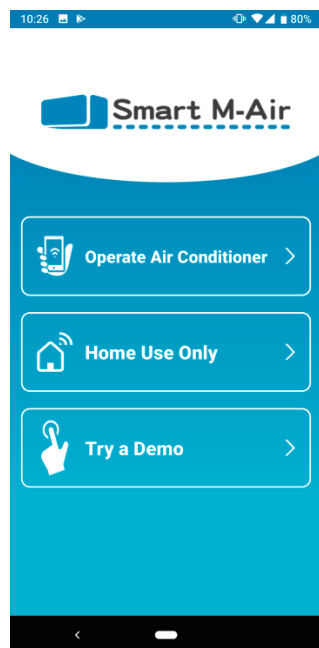 10:26 80%
Smart M-Air
Operate Air Conditioner
Home Use Only
Try a Demo